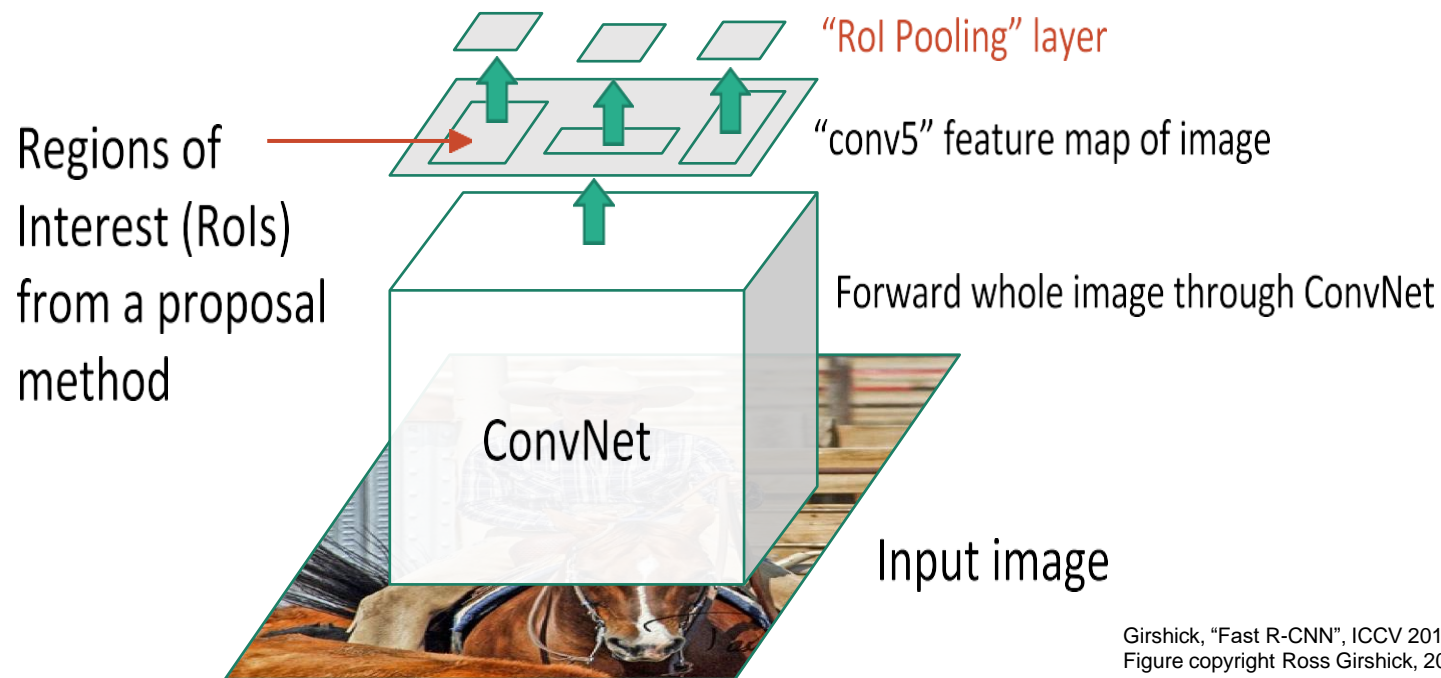 “RoI Pooling” layer
“conv5” feature map of image
Regions of
Interest (RoIs)
from a proposal
method
Forward whole image through ConvNet
ConvNet
Input image
Girshick, “Fast R-CNN”, ICCV 201
Figure copyright Ross Girshick, 20